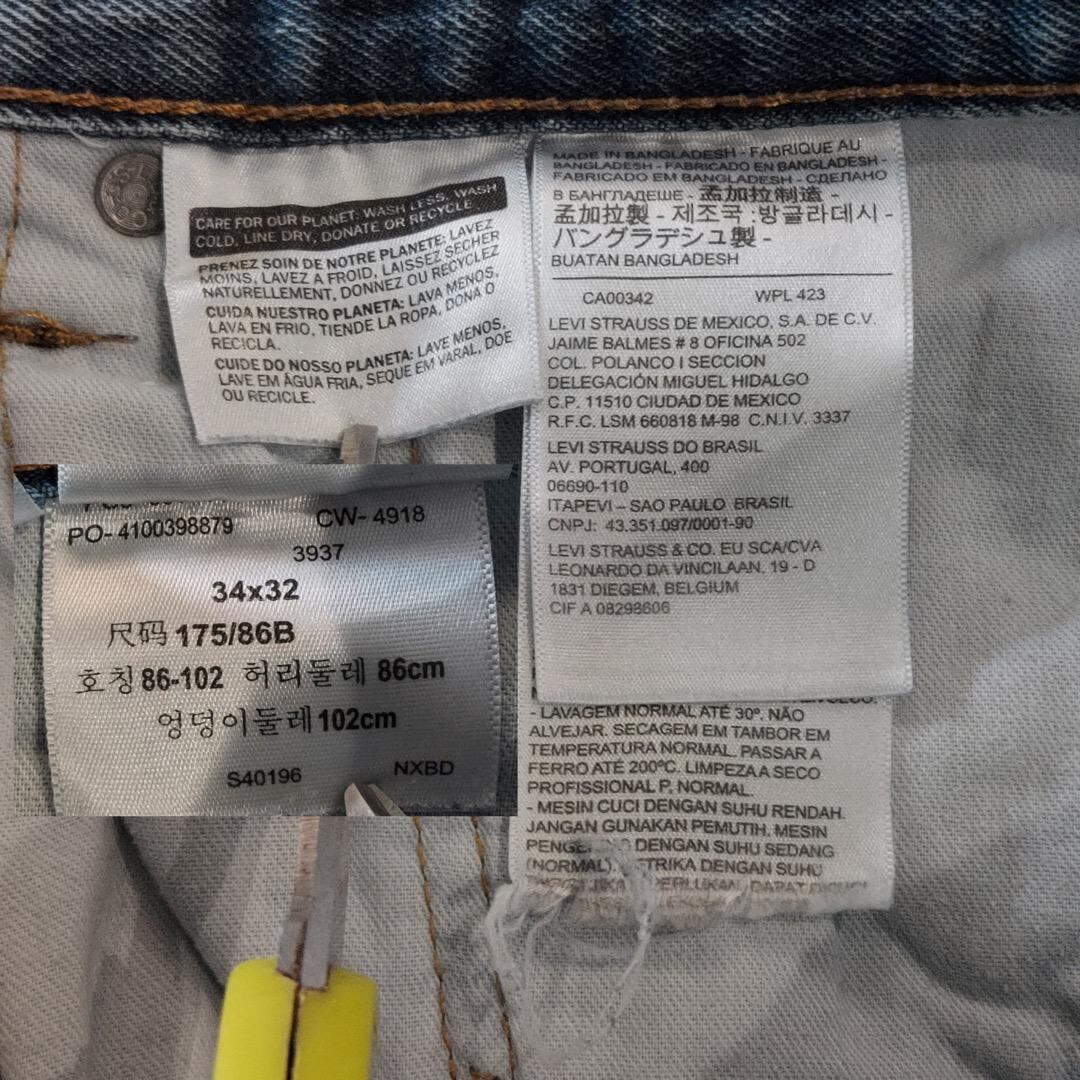 CARE FOR OUR PLANET: WASH LESS, WASH
COLD, LINE DRY, DONATE OR RECYCLE
PRENEZ SOIN DE NOTRE PLANETE: LAVEZ
MOINS, LAVEZ A FROID, LAISSEZ SECHER
NATURELLEMENT, DONNEZ OU RECYCLEZ
CUIDA NUESTRO PLANETA: LAVA MENOS,
LAVA EN FRIO, TIENDE LA ROPA, DONA O
RECICLA.
CUIDE DO NOSSO PLANETA: LAVE MENOS,
LAVE EM ÁGUA FRIA, SEQUE EM VARAL, DOE
OU RECICLE.
MADE IN BANGLADESH - FABRIQUE AU
BANGLADESH - FABRICADO EN BANGLADESH -
FABRICADO EM BANGLADESH - СДЕЛАНО
В БАНГЛАДЕШЕ - 孟加拉制造 -
孟加拉製 - 제조국 :방글라데시 -
バングラデシュ製 -
BUATAN BANGLADESH
CA00342 WPL 423
LEVI STRAUSS DE MEXICO, S.A. DE C.V.
JAIME BALMES # 8 OFICINA 502
COL. POLANCO I SECCION
DELEGACIÓN MIGUEL HIDALGO
C.P. 11510 CIUDAD DE MEXICO
R.F.C. LSM 660818 M-98 C.N.I.V. 3337
LEVI STRAUSS DO BRASIL
AV. PORTUGAL, 400
06690-110
ITAPEVI – SAO PAULO BRASIL
CNPJ: 43.351.097/0001-90
LEVI STRAUSS & CO. EU SCA/CVA
LEONARDO DA VINCILAAN, 19 - D
1831 DIEGEM, BELGIUM
CIF A 08298606
PO- 4100398879 CW- 4918
3937
34x32
尺码 175/86B
호칭 86-102 허리둘레 86cm
엉덩이둘레 102cm
S40196 NXBD
- LAVAGEM NORMAL ATÉ 30º. NÃO
ALVEJAR. SECAGEM EM TAMBOR EM
TEMPERATURA NORMAL. PASSAR A
FERRO ATÉ 200ºC. LIMPEZA A SECO
PROFISSIONAL P, NORMAL.
- MESIN CUCI DENGAN SUHU RENDAH.
JANGAN GUNAKAN PEMUTIH. MESIN
DENGAN SUHU SEDANG
(NORMAL). DENGAN SUHU